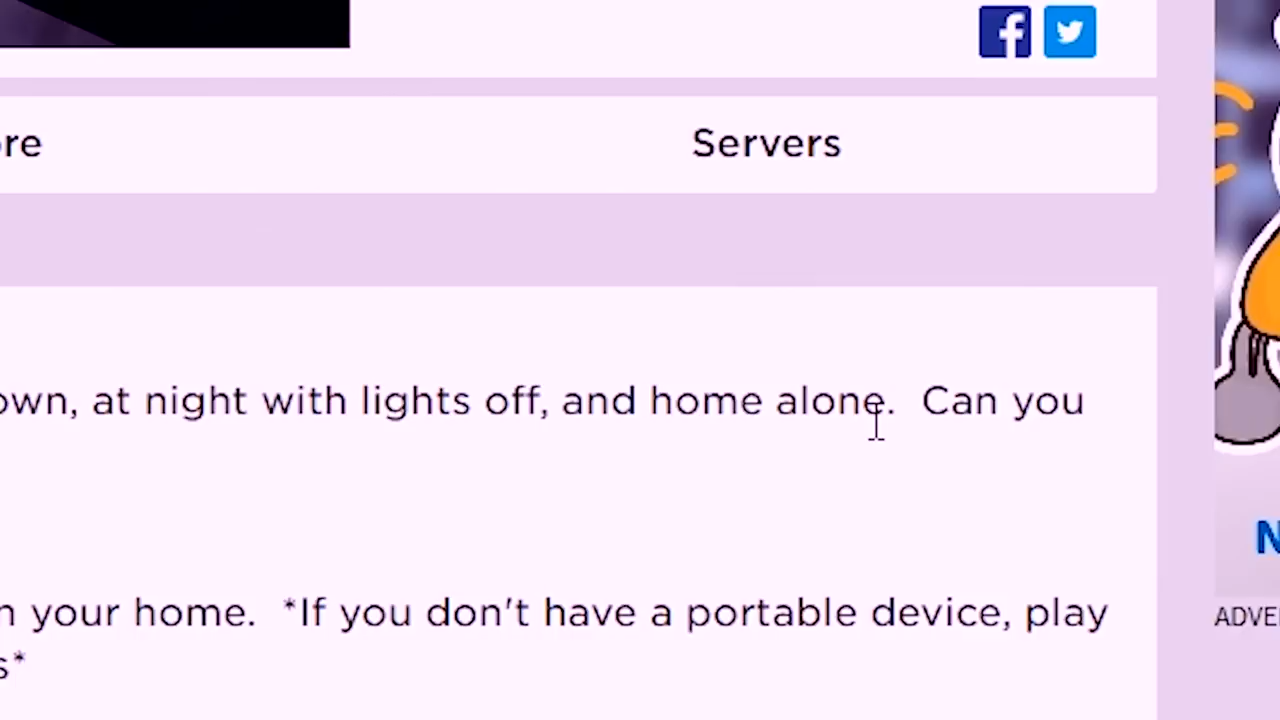 ore
Servers
own, at night with lights off, and home alone.  Can you
n your home.  *If you don't have a portable device, play
s*
N
ADVE